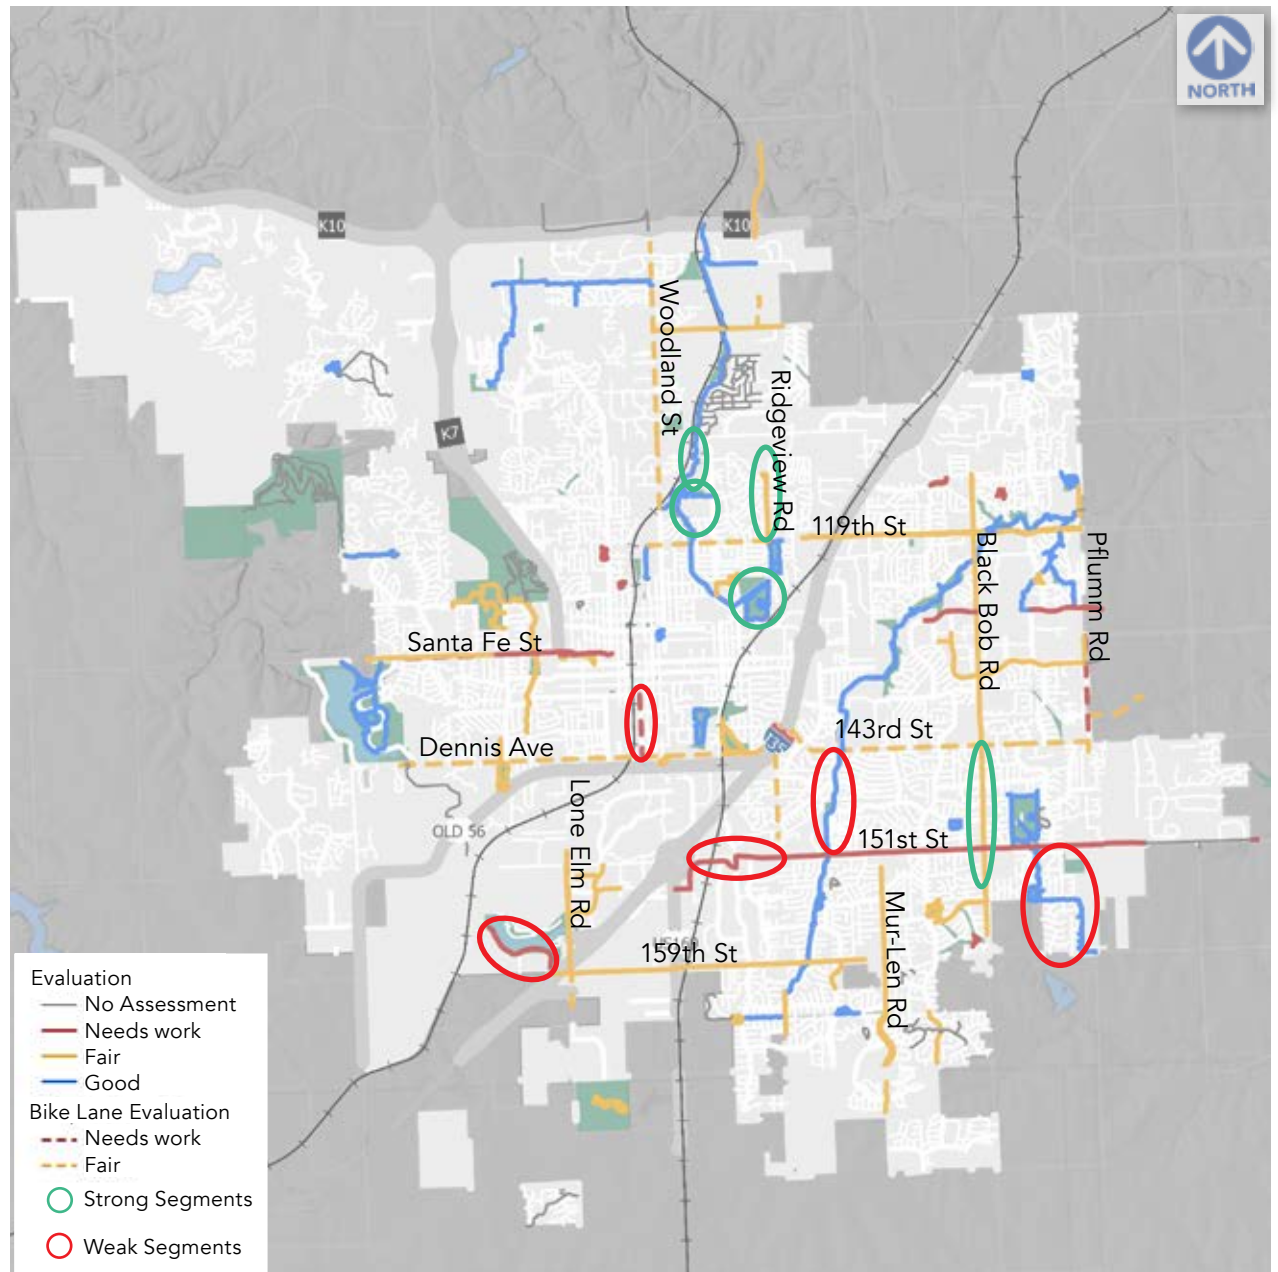 NORTH
K10
K10
Woodland St
Ridgeview Rd
K7
119th St
Black Bob Rd
Pflumm Rd
Santa Fe St
143rd St
Dennis Ave
35
Lone Elm Rd
OLD 56
151st St
Mur-Len Rd
159th St
Evaluation
No Assessment
Needs work
Fair
Good
Bike Lane Evaluation
Needs work
Fair
Strong Segments
Weak Segments